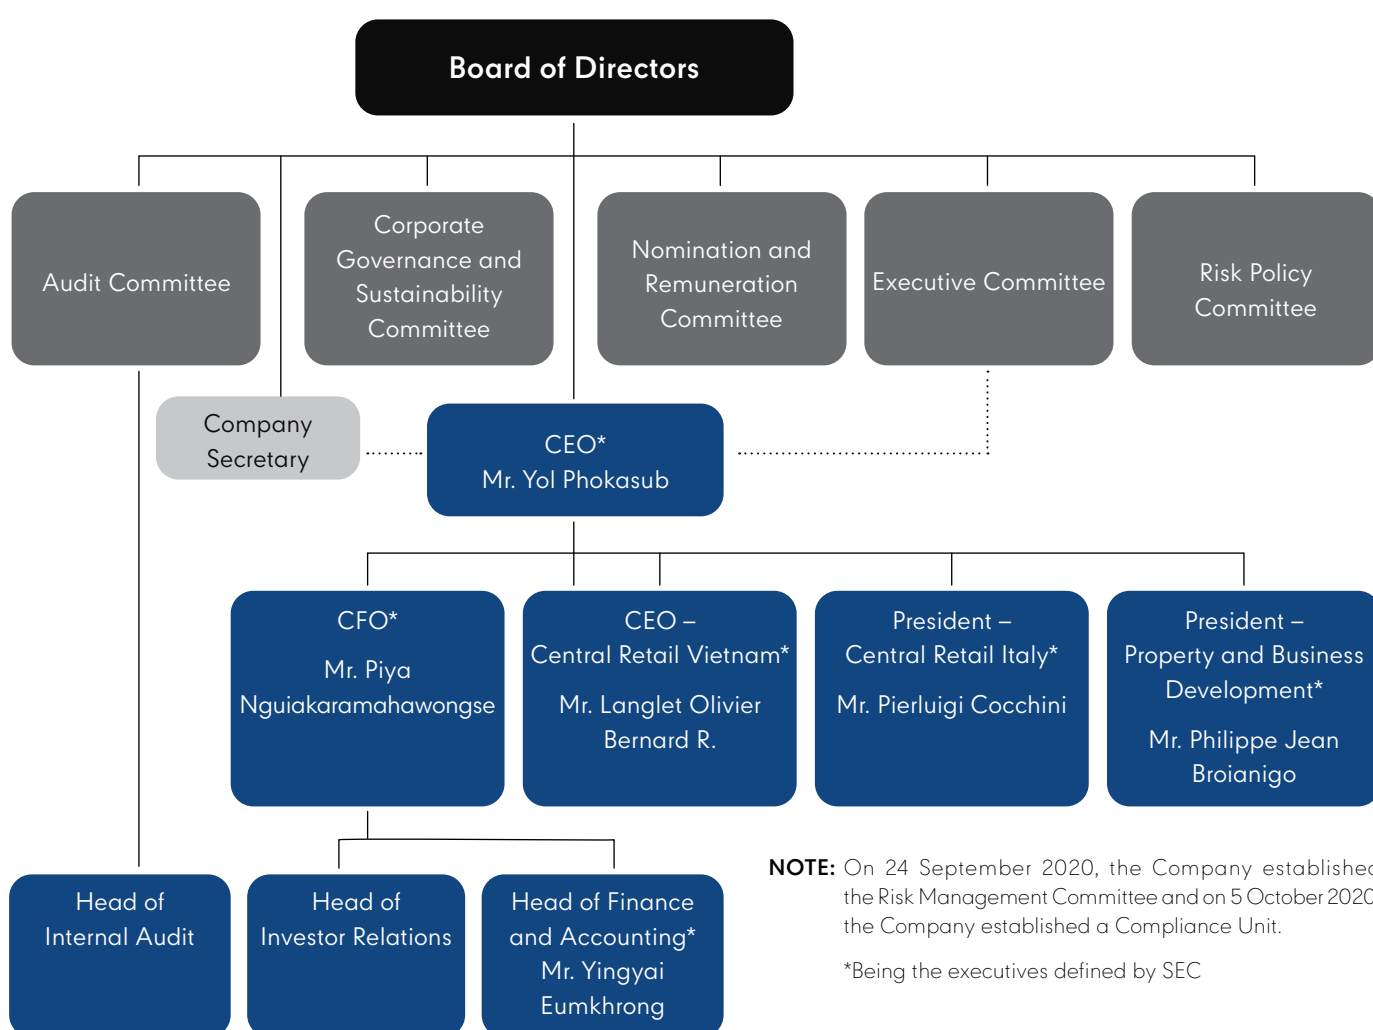 Board of Directors
Audit Committee
Corporate
Governance and
Sustainability
Committee
Nomination and
Remuneration
Committee
Executive Committee
Risk Policy
Committee
Company
Secretary
CEO*
Mr. Yol Phokasub
CFO*
Mr. Piya
Nguiakaramahawongse
CEO –
Central Retail Vietnam*
Mr. Langlet Olivier
Bernard R.
President –
Central Retail Italy*
Mr. Pierluigi Cocchini
President –
Property and Business
Development*
Mr. Philippe Jean
Broianigo
Head of
Internal Audit
Head of
Investor Relations
Head of Finance
and Accounting*
Mr. Yingyai
Eumkhrong
NOTE: On 24 September 2020, the Company established
the Risk Management Committee and on 5 October 2020
the Company established a Compliance Unit.
*Being the executives defined by SEC